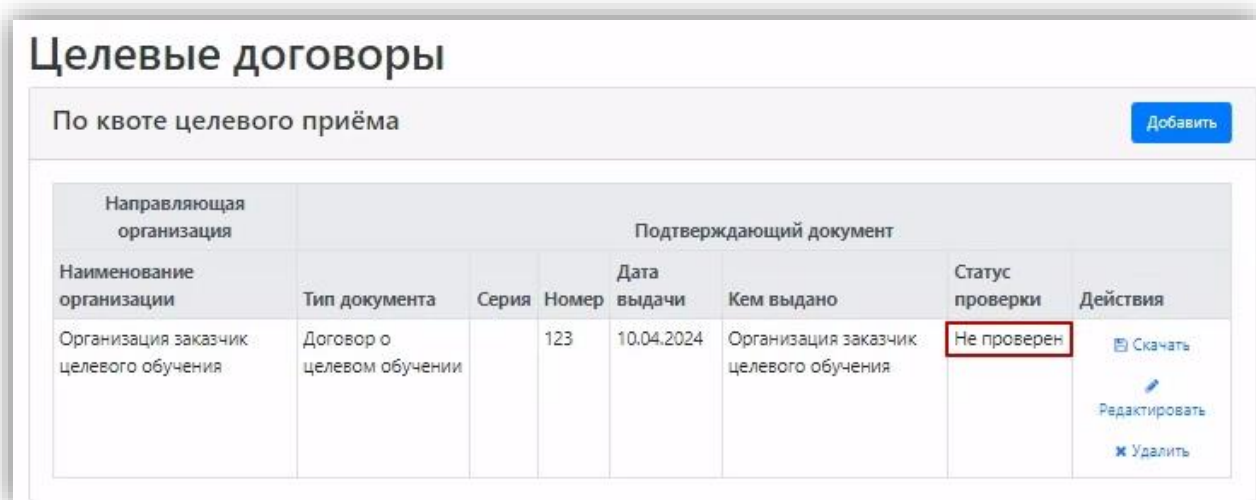 Целевые договоры
По квоте целевого приёма
Добавить
Направляющая
организация
Подтверждающий документ
Наименование
организации
Тип документа
Серия
Номер
Дата
выдачи
Кем выдано
Статус
проверки
Действия
Организация заказчик
целевого обучения
Договор о
целевом обучении
123
10.04.2024
Организация заказчик
целевого обучения
Не проверен
Скачать
Редактировать
Удалить